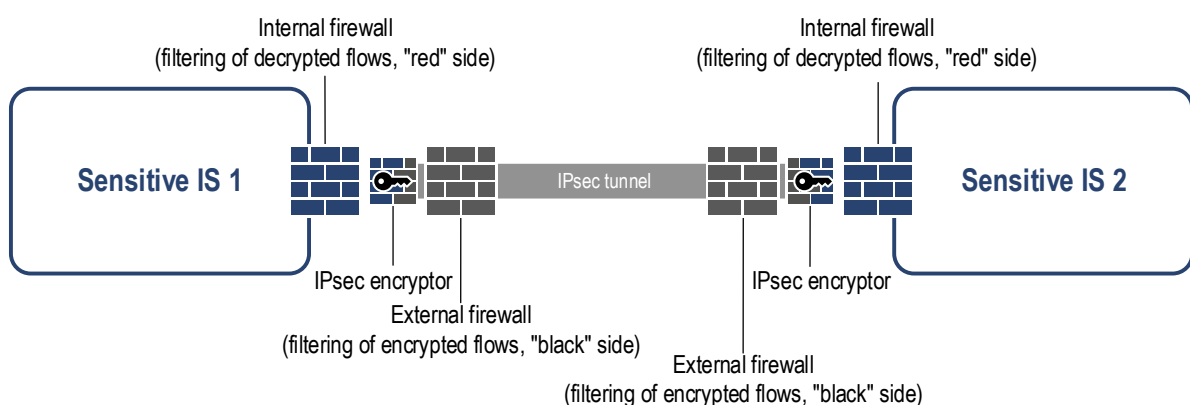 Internal firewall
(filtering of decrypted flows, "red" side)
Internal firewall
(filtering of decrypted flows, "red" side)
Sensitive IS 1
IPsec tunnel
Sensitive IS 2
IPsec encryptor
IPsec encryptor
External firewall
(filtering of encrypted flows, "black" side)
External firewall
(filtering of encrypted flows, "black" side)